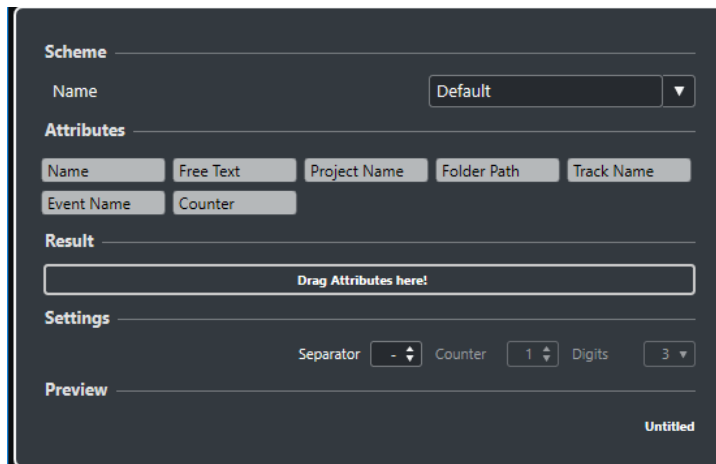 Scheme
Name Default
Attributes
Name Free Text Project Name Folder Path Track Name
Event Name Counter
Result
Drag Attributes here!
Settings
Separator - Counter 1 Digits 3
Preview
Untitled